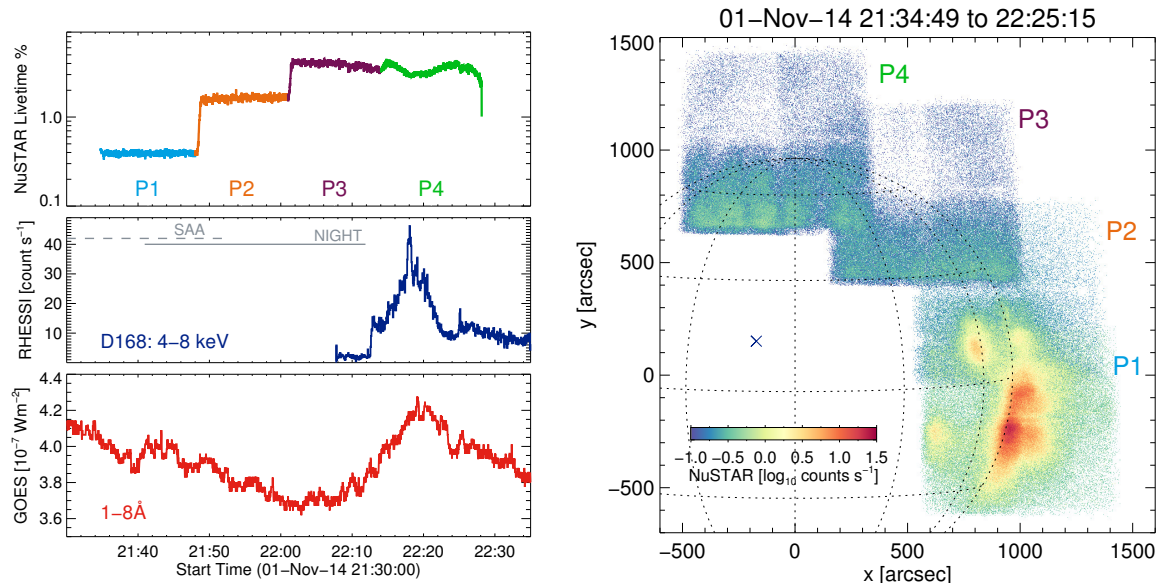 NuSTAR Livetime %
1.0
0.1
P1
P2
P3
P4
RHESSI [count s⁻¹]
40
30
20
10
SAA
NIGHT
D168: 4−8 keV
GOES [10⁻⁷ Wm⁻²]
4.4
4.2
4.0
3.8
3.6
1−8Å
21:40
21:50
22:00
22:10
22:20
22:30
Start Time (01−Nov−14 21:30:00)
01−Nov−14 21:34:49 to 22:25:15
y [arcsec]
1500
1000
500
0
−500
P4
P3
P2
P1
−1.0 −0.5 0.0 0.5 1.0 1.5
NuSTAR [log₁₀ counts s⁻¹]
−500 0 500 1000 1500
x [arcsec]